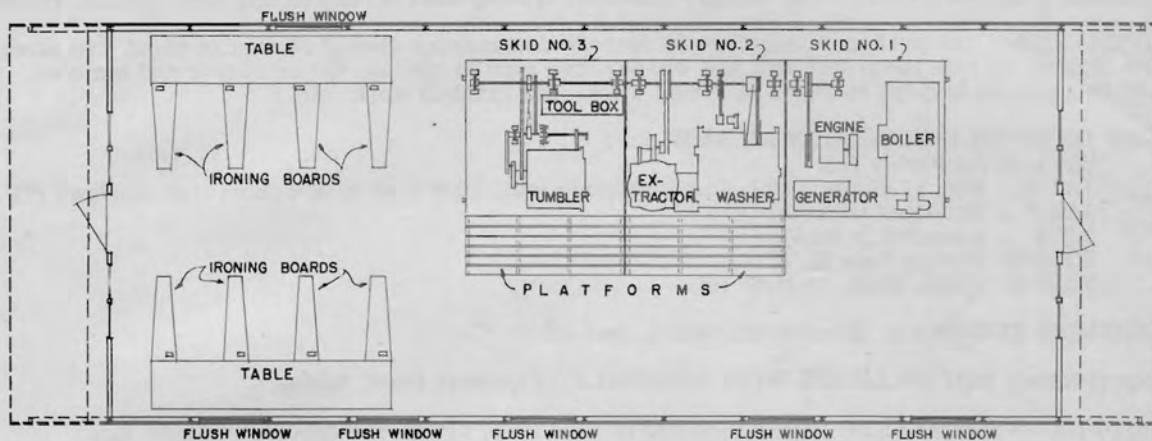 FLUSH WINDOW
TABLE
SKID NO.3
SKID NO.2
SKID NO.1
TOOL BOX
ENGINE
BOILER
IRONING BOARDS
EX-
TRACTOR
TUMBLER
WASHER
GENERATOR
IRONING BOARDS
PLATFORMS
TABLE
FLUSH WINDOW
FLUSH WINDOW
FLUSH WINDOW
FLUSH WINDOW
FLUSH WINDOW